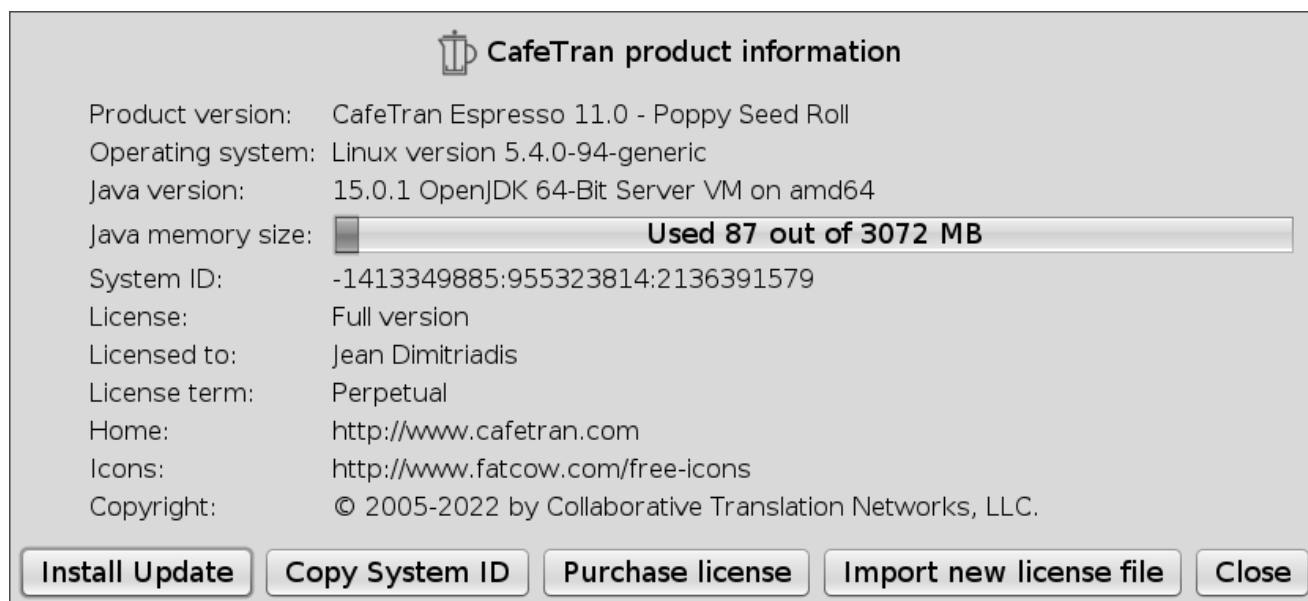 CafeTran product information
Product version: CafeTran Espresso 11.0 - Poppy Seed Roll
Operating system: Linux version 5.4.0-94-generic
Java version: 15.0.1 OpenJDK 64-Bit Server VM on amd64
Java memory size: Used 87 out of 3072 MB
System ID: -1413349885:955323814:2136391579
License: Full version
Licensed to: Jean Dimitriadis
License term: Perpetual
Home: http://www.cafetran.com
Icons: http://www.fatcow.com/free-icons
Copyright: © 2005-2022 by Collaborative Translation Networks, LLC.
Install Update Copy System ID Purchase license Import new license file Close